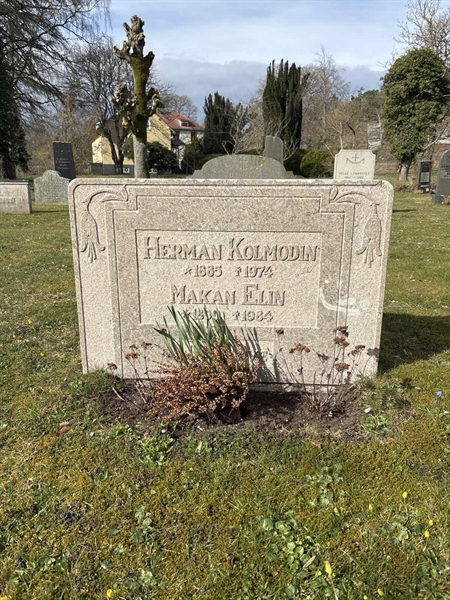 Herman Kolmodin
*1885 †1974
Makan Elin
†1984